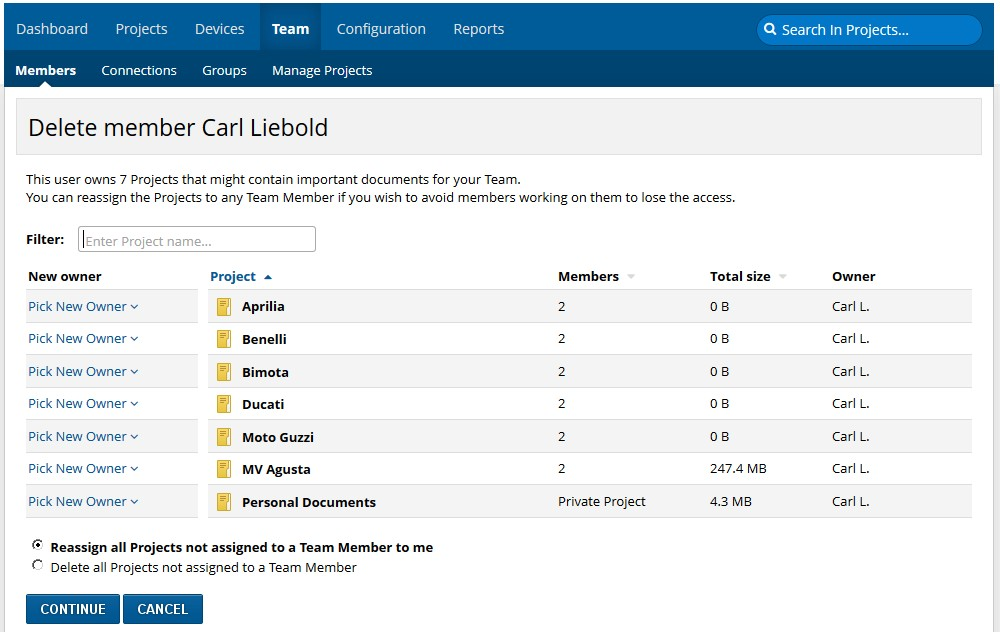 Dashboard Projects Devices Team Configuration Reports Search In Projects...
Members Connections Groups Manage Projects
Delete member Carl Liebold
This user owns 7 Projects that might contain important documents for your Team.
You can reassign the Projects to any Team Member if you wish to avoid members working on them to lose the access.
Filter: Enter Project name...
New owner Project Members Total size Owner
Pick New Owner Aprilia 2 0 B Carl L.
Pick New Owner Benelli 2 0 B Carl L.
Pick New Owner Bimota 2 0 B Carl L.
Pick New Owner Ducati 2 0 B Carl L.
Pick New Owner Moto Guzzi 2 0 B Carl L.
Pick New Owner MV Agusta 2 247.4 MB Carl L.
Pick New Owner Personal Documents Private Project 4.3 MB Carl L.
Reassign all Projects not assigned to a Team Member to me
Delete all Projects not assigned to a Team Member
CONTINUE CANCEL